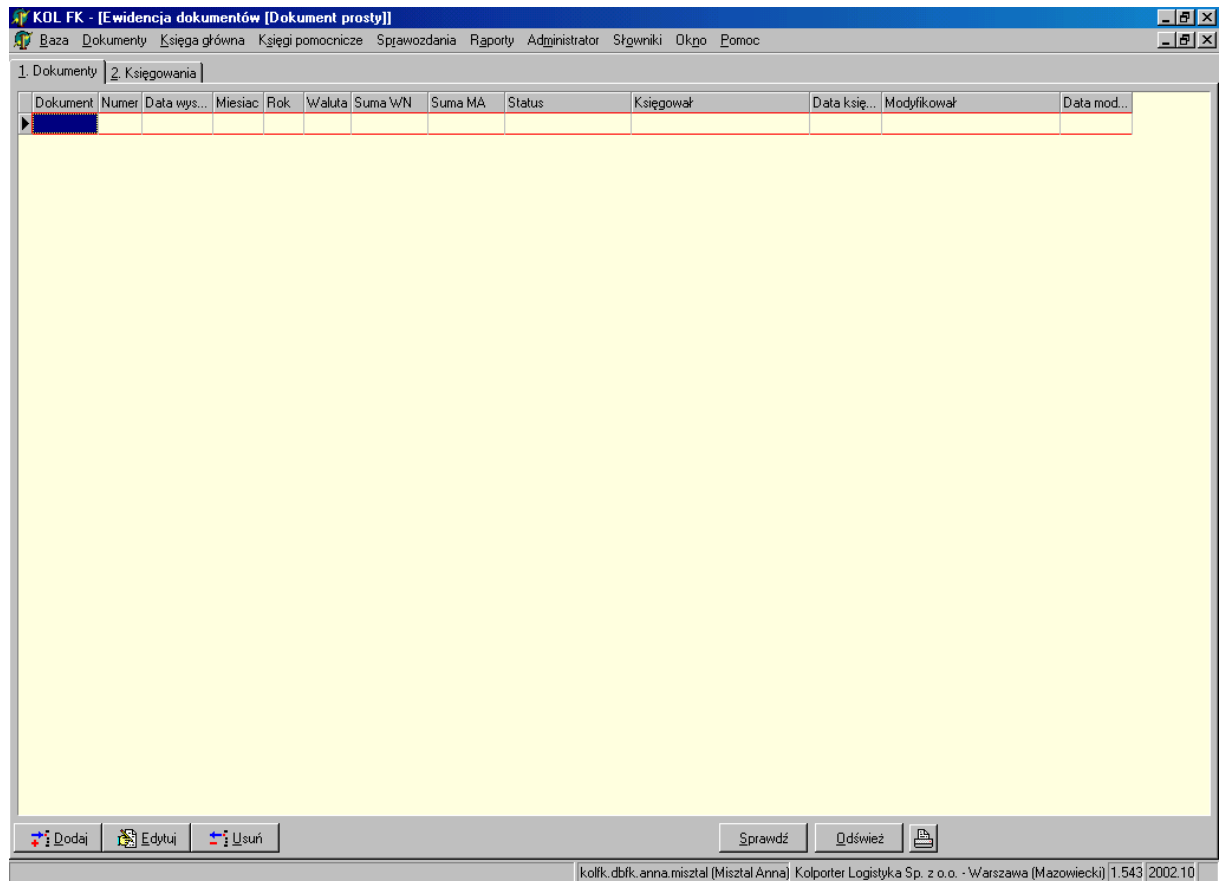 KOL FK - [Ewidencja dokumentów [Dokument prosty]]
Baza Dokumenty Księga główna Księgi pomocnicze Sprawozdania Raporty Administrator Słowniki Okno Pomoc
1. Dokumenty 2. Księgowania
Dokument Numer Data wys... Miesiac Rok Waluta Suma WN Suma MA Status Księgował Data księ... Modyfikował Data mod...
Dodaj Edytuj Usuń Sprawdź Odśwież
kolfk.dbfk.anna.misztal (Misztal Anna) Kolporter Logistyka Sp. z o.o. - Warszawa (Mazowiecki) 1.543 2002.10